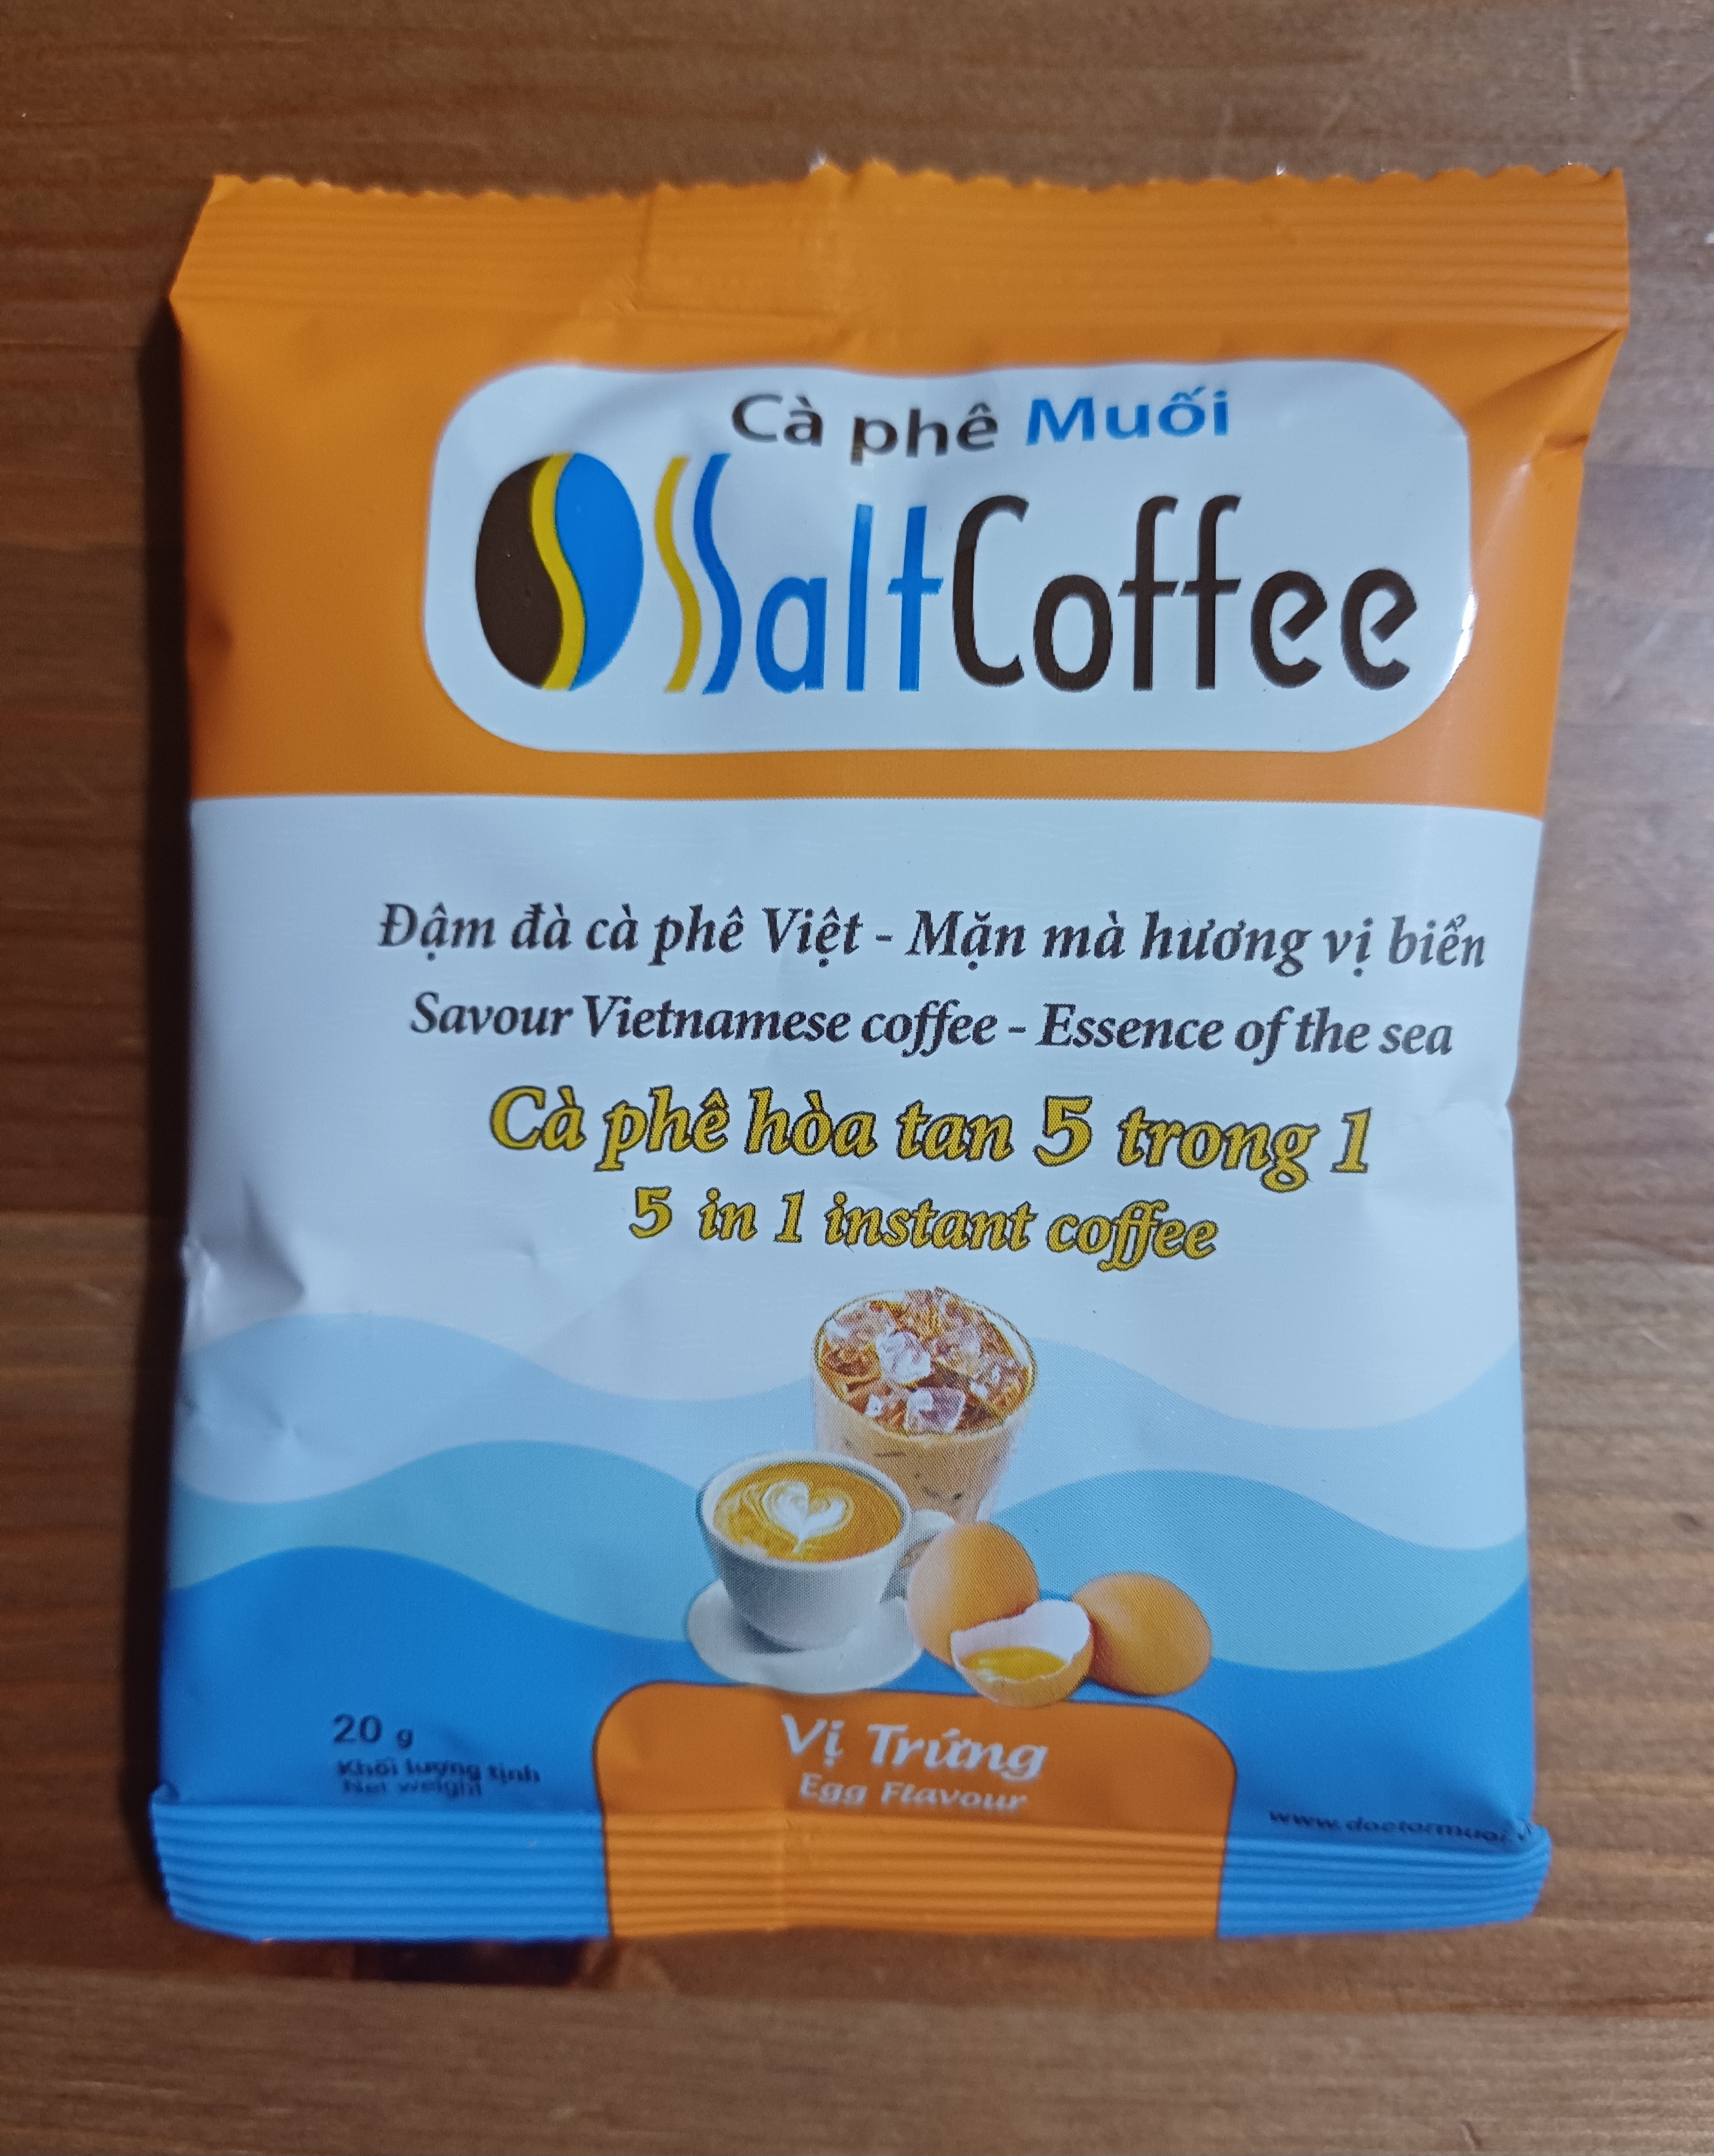 Cà phê Muối
SaltCoffee
Đậm đà cà phê Việt - Mặn mà hương vị biển
Savour Vietnamese coffee - Essence of the sea
Cà phê hòa tan 5 trong 1
5 in 1 instant coffee
Vị Trứng
Egg Flavour
20 g
Khối lượng tịnh
Net weight